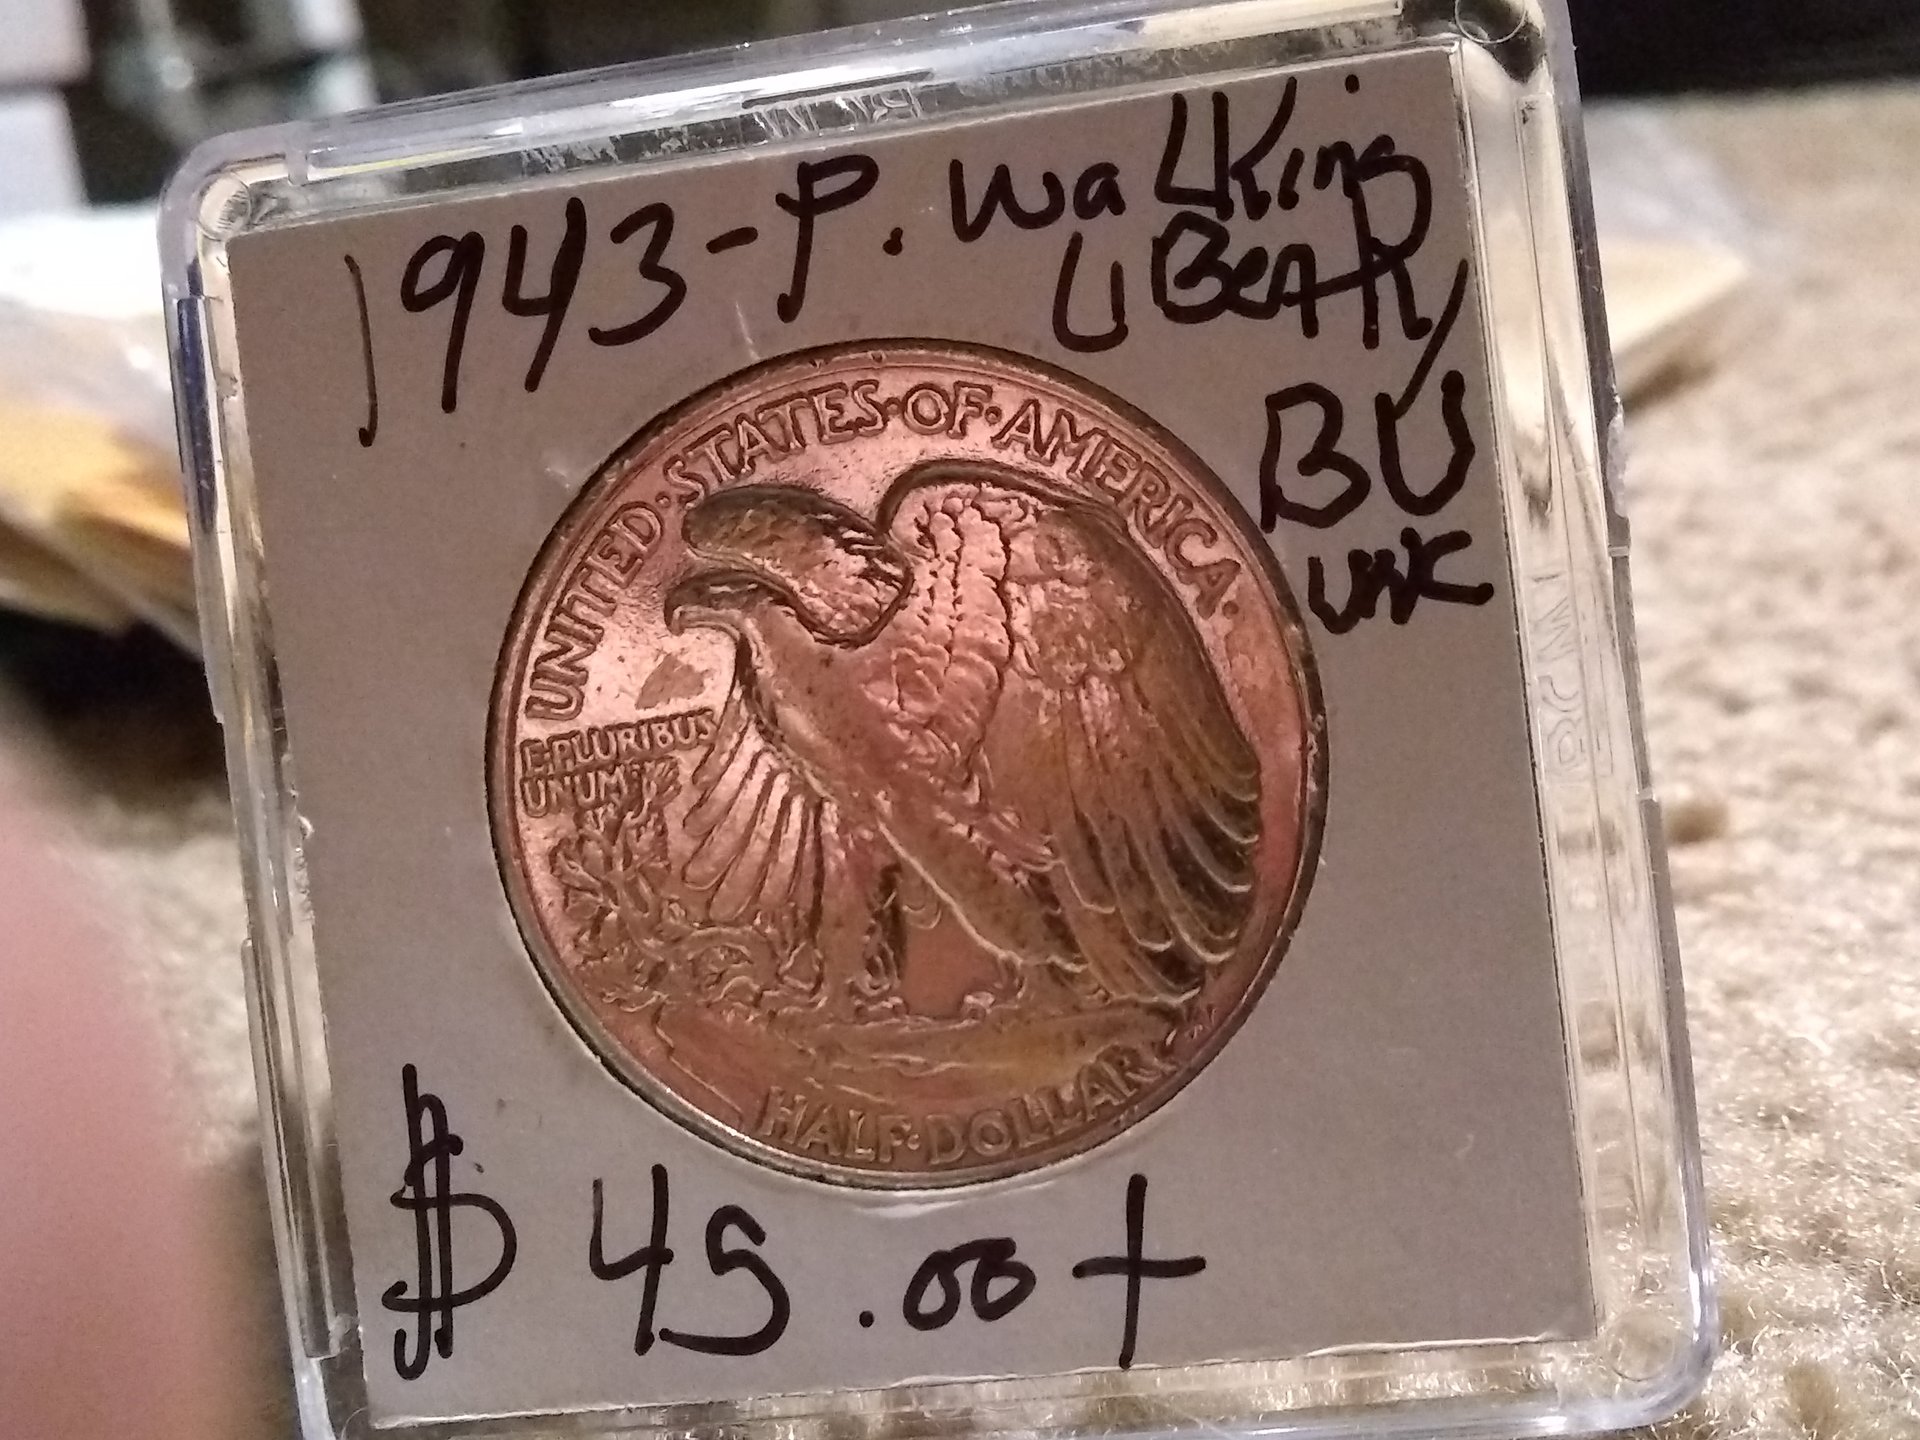 1943-P. Walking
Liberty
BU
UNC
UNITED·STATES·OF·AMERICA·
E·PLURIBUS
UNUM
HALF·DOLLAR
$45.00+